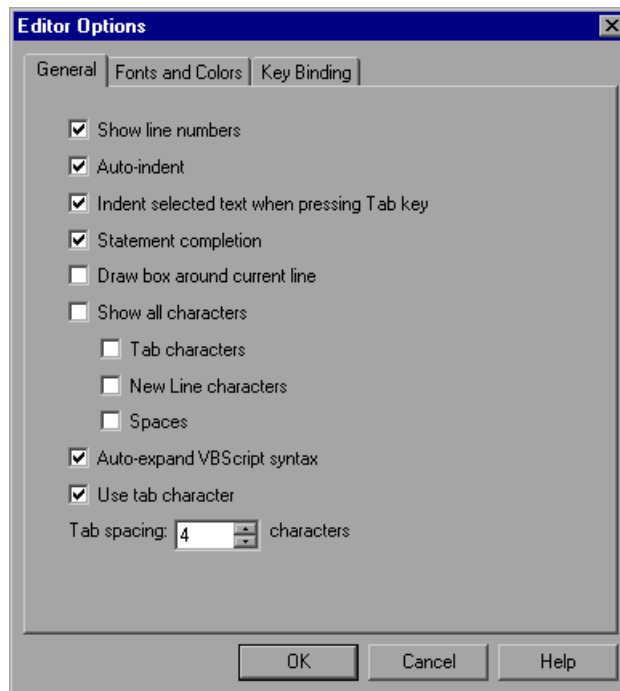 Editor Options
General Fonts and Colors Key Binding
Show line numbers
Auto-indent
Indent selected text when pressing Tab key
Statement completion
Draw box around current line
Show all characters
Tab characters
New Line characters
Spaces
Auto-expand VBScript syntax
Use tab character
Tab spacing: 4 characters
OK Cancel Help